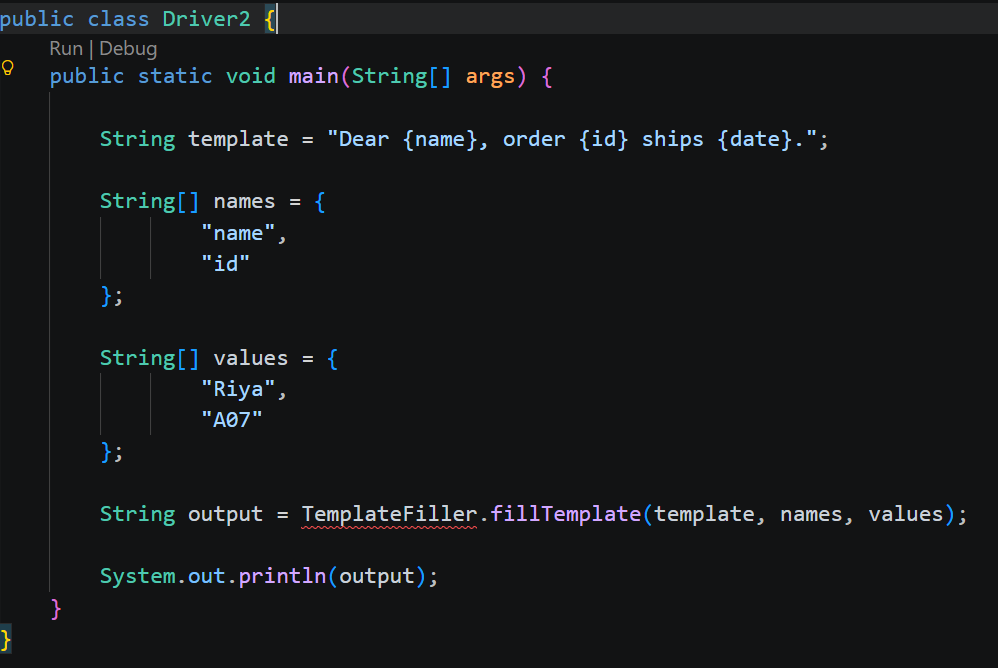 public class Driver2 {
Run | Debug
public static void main(String[] args) {
String template = "Dear {name}, order {id} ships {date}.";
String[] names = {
"name",
"id"
};
String[] values = {
"Riya",
"A07"
};
String output = TemplateFiller.fillTemplate(template, names, values);
System.out.println(output);
}
}